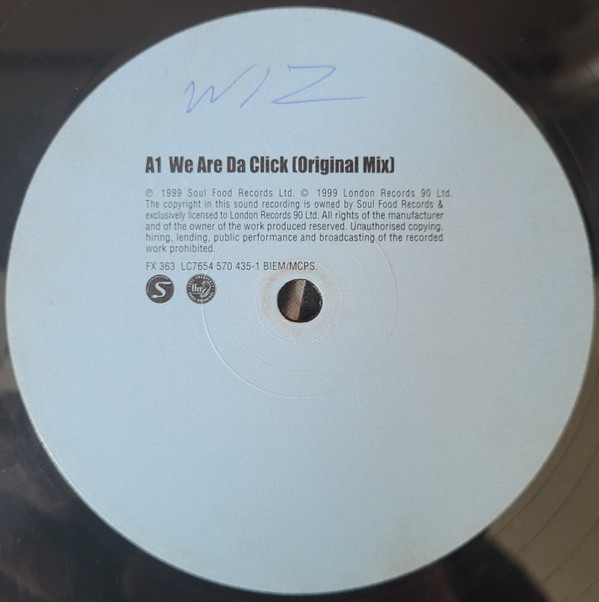 WIZ
A1 We Are Da Click (Original Mix)
℗ 1999 Soul Food Records Ltd. © 1999 London Records 90 Ltd.
The copyright in this sound recording is owned by Soul Food Records &
exclusively licensed to London Records 90 Ltd. All rights of the manufacturer
and of the owner of the work produced reserved. Unauthorised copying,
hiring, lending, public performance and broadcasting of the recorded
work prohibited.
FX 363 LC7654 570 435-1 BIEM/MCPS.
S
ffrr